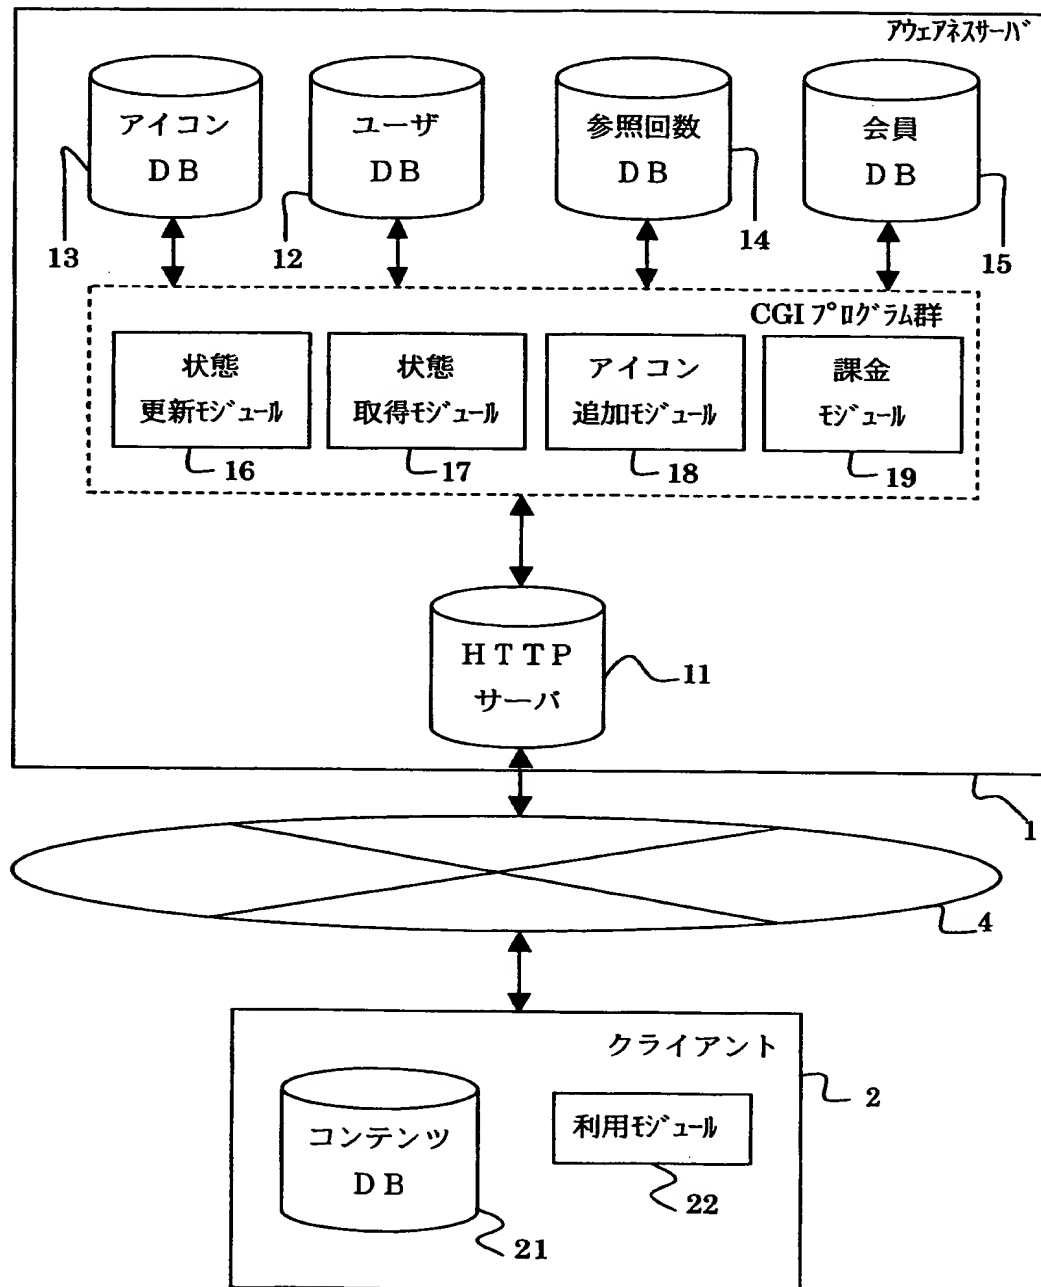 アウェアネスサーバ
アイコン
DB
ユーザ
DB
参照回数
DB
会員
DB
13
12
14
15
CGIプログラム群
状態
更新モジュール
状態
取得モジュール
アイコン
追加モジュール
課金
モジュール
16
17
18
19
HTTP
サーバ
11
1
4
クライアント
2
コンテンツ
DB
利用モジュール
22
21